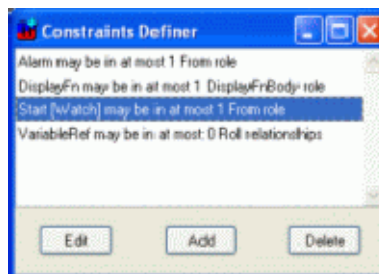 Constraints Definer
Alarm may be in at most 1 From role
DisplayFn may be in at most 1 DisplayFnBody role
Start [Watch] may be in at most 1 From role
VariableRef may be in at most 0 Roll relationships
Edit Add Delete